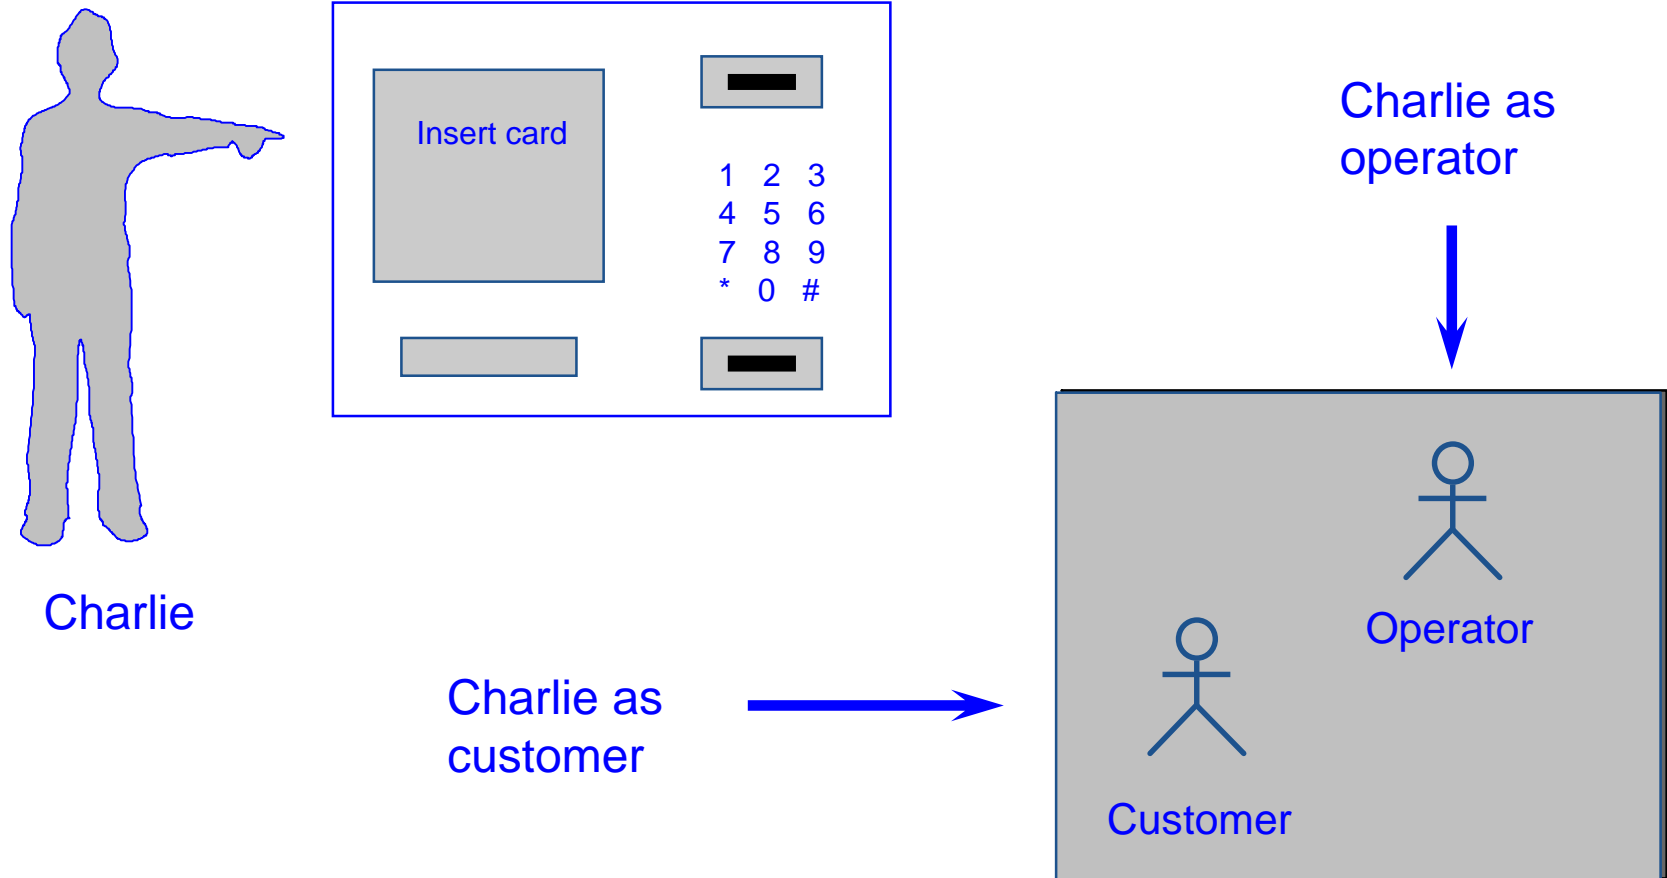 Insert card
1 2 3
4 5 6
7 8 9
* 0 #
Charlie as
operator
Charlie
Operator
Charlie as
customer
Customer